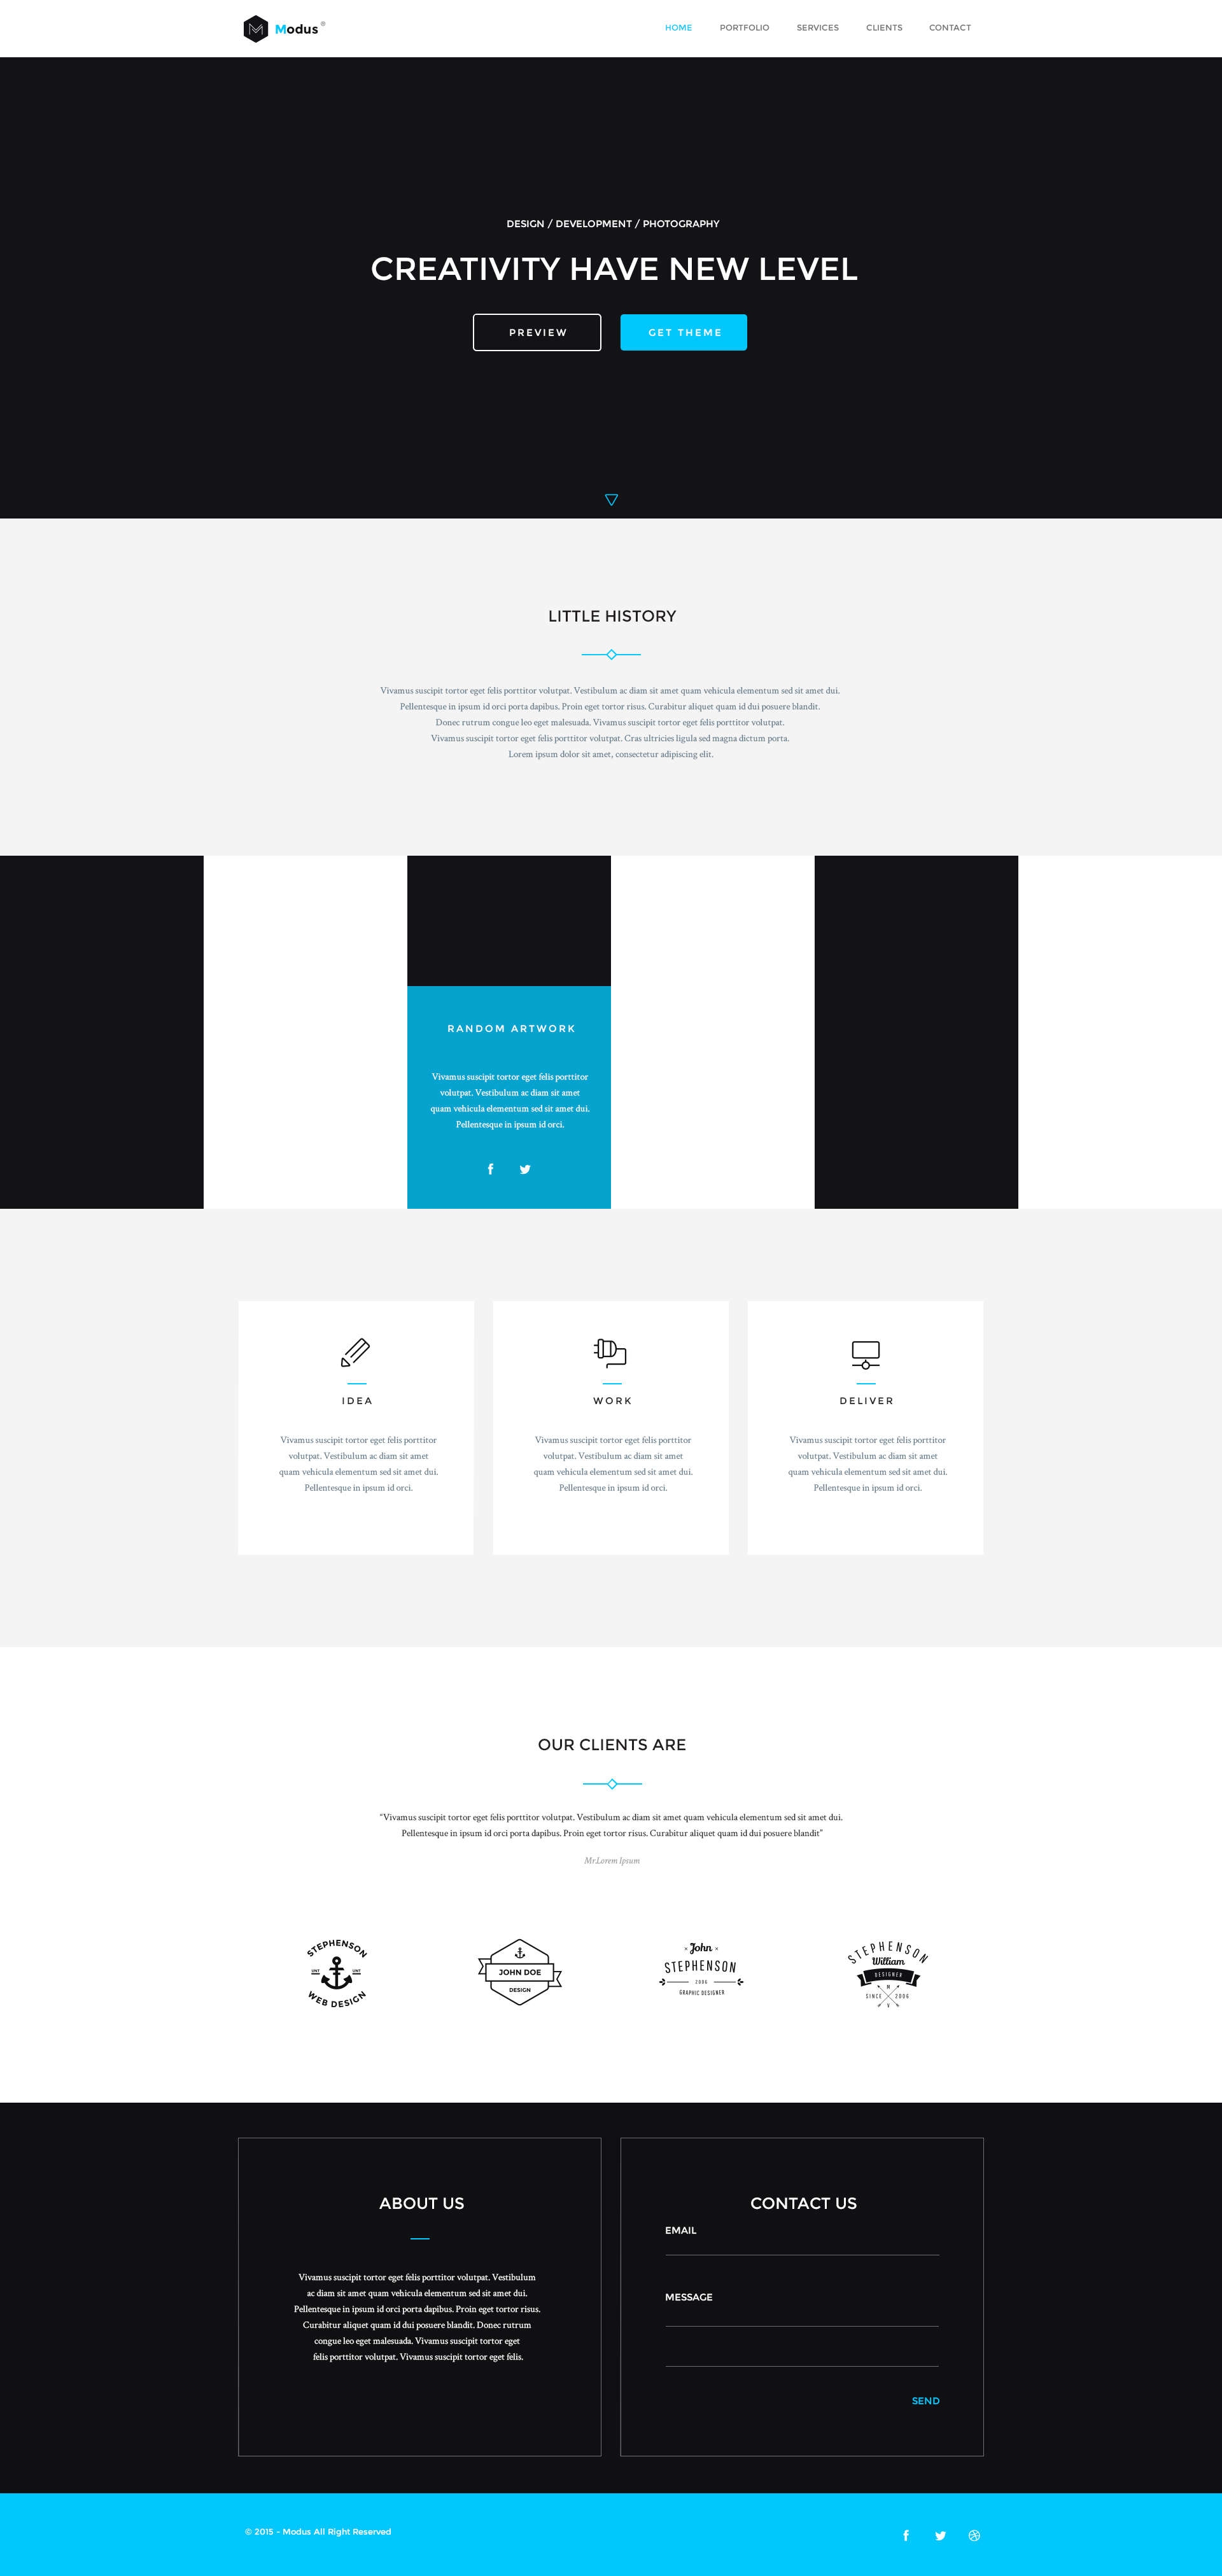 Modus ®
HOME PORTFOLIO SERVICES CLIENTS CONTACT
DESIGN / DEVELOPMENT / PHOTOGRAPHY
CREATIVITY HAVE NEW LEVEL
PREVIEW
GET THEME
LITTLE HISTORY
Vivamus suscipit tortor eget felis porttitor volutpat. Vestibulum ac diam sit amet quam vehicula elementum sed sit amet dui.
Pellentesque in ipsum id orci porta dapibus. Proin eget tortor risus. Curabitur aliquet quam id dui posuere blandit.
Donec rutrum congue leo eget malesuada. Vivamus suscipit tortor eget felis porttitor volutpat.
Vivamus suscipit tortor eget felis porttitor volutpat. Cras ultricies ligula sed magna dictum porta.
Lorem ipsum dolor sit amet, consectetur adipiscing elit.
RANDOM ARTWORK
Vivamus suscipit tortor eget felis porttitor
volutpat. Vestibulum ac diam sit amet
quam vehicula elementum sed sit amet dui.
Pellentesque in ipsum id orci.
IDEA
Vivamus suscipit tortor eget felis porttitor
volutpat. Vestibulum ac diam sit amet
quam vehicula elementum sed sit amet dui.
Pellentesque in ipsum id orci.
WORK
Vivamus suscipit tortor eget felis porttitor
volutpat. Vestibulum ac diam sit amet
quam vehicula elementum sed sit amet dui.
Pellentesque in ipsum id orci.
DELIVER
Vivamus suscipit tortor eget felis porttitor
volutpat. Vestibulum ac diam sit amet
quam vehicula elementum sed sit amet dui.
Pellentesque in ipsum id orci.
OUR CLIENTS ARE
"Vivamus suscipit tortor eget felis porttitor volutpat. Vestibulum ac diam sit amet quam vehicula elementum sed sit amet dui.
Pellentesque in ipsum id orci porta dapibus. Proin eget tortor risus. Curabitur aliquet quam id dui posuere blandit"
Mr.Lorem Ipsum
STEPHENSON
WEB DESIGN
JOHN DOE
DESIGN
× John ×
STEPHENSON
2006
GRAPHIC DESIGNER
STEPHENSON
William
DESIGNER
M
SINCE 2006
V
ABOUT US
Vivamus suscipit tortor eget felis porttitor volutpat. Vestibulum
ac diam sit amet quam vehicula elementum sed sit amet dui.
Pellentesque in ipsum id orci porta dapibus. Proin eget tortor risus.
Curabitur aliquet quam id dui posuere blandit. Donec rutrum
congue leo eget malesuada. Vivamus suscipit tortor eget
felis porttitor volutpat. Vivamus suscipit tortor eget felis.
CONTACT US
EMAIL
MESSAGE
SEND
© 2015 - Modus All Right Reserved